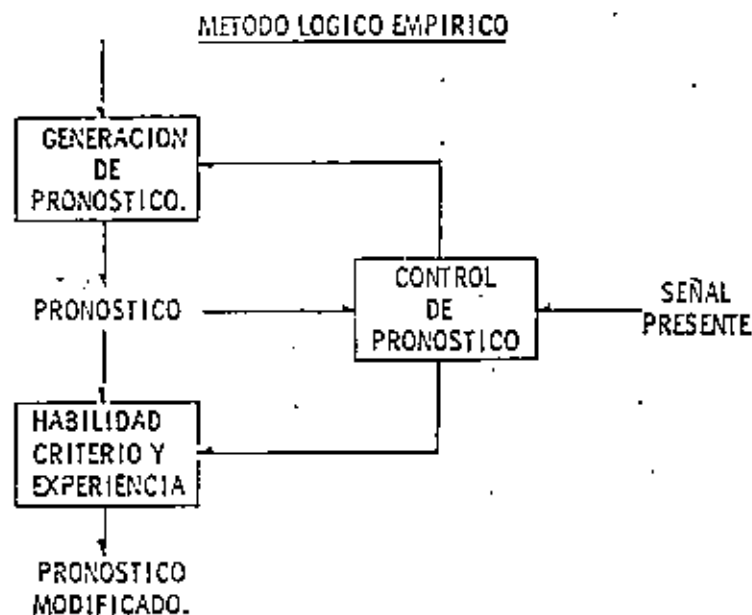 METODO LOGICO EMPIRICO
GENERACION
DE
PRONOSTICO.
PRONOSTICO
CONTROL
DE
PRONOSTICO
SEÑAL
PRESENTE
HABILIDAD
CRITERIO Y
EXPERIENCIA
PRONOSTICO
MODIFICADO.